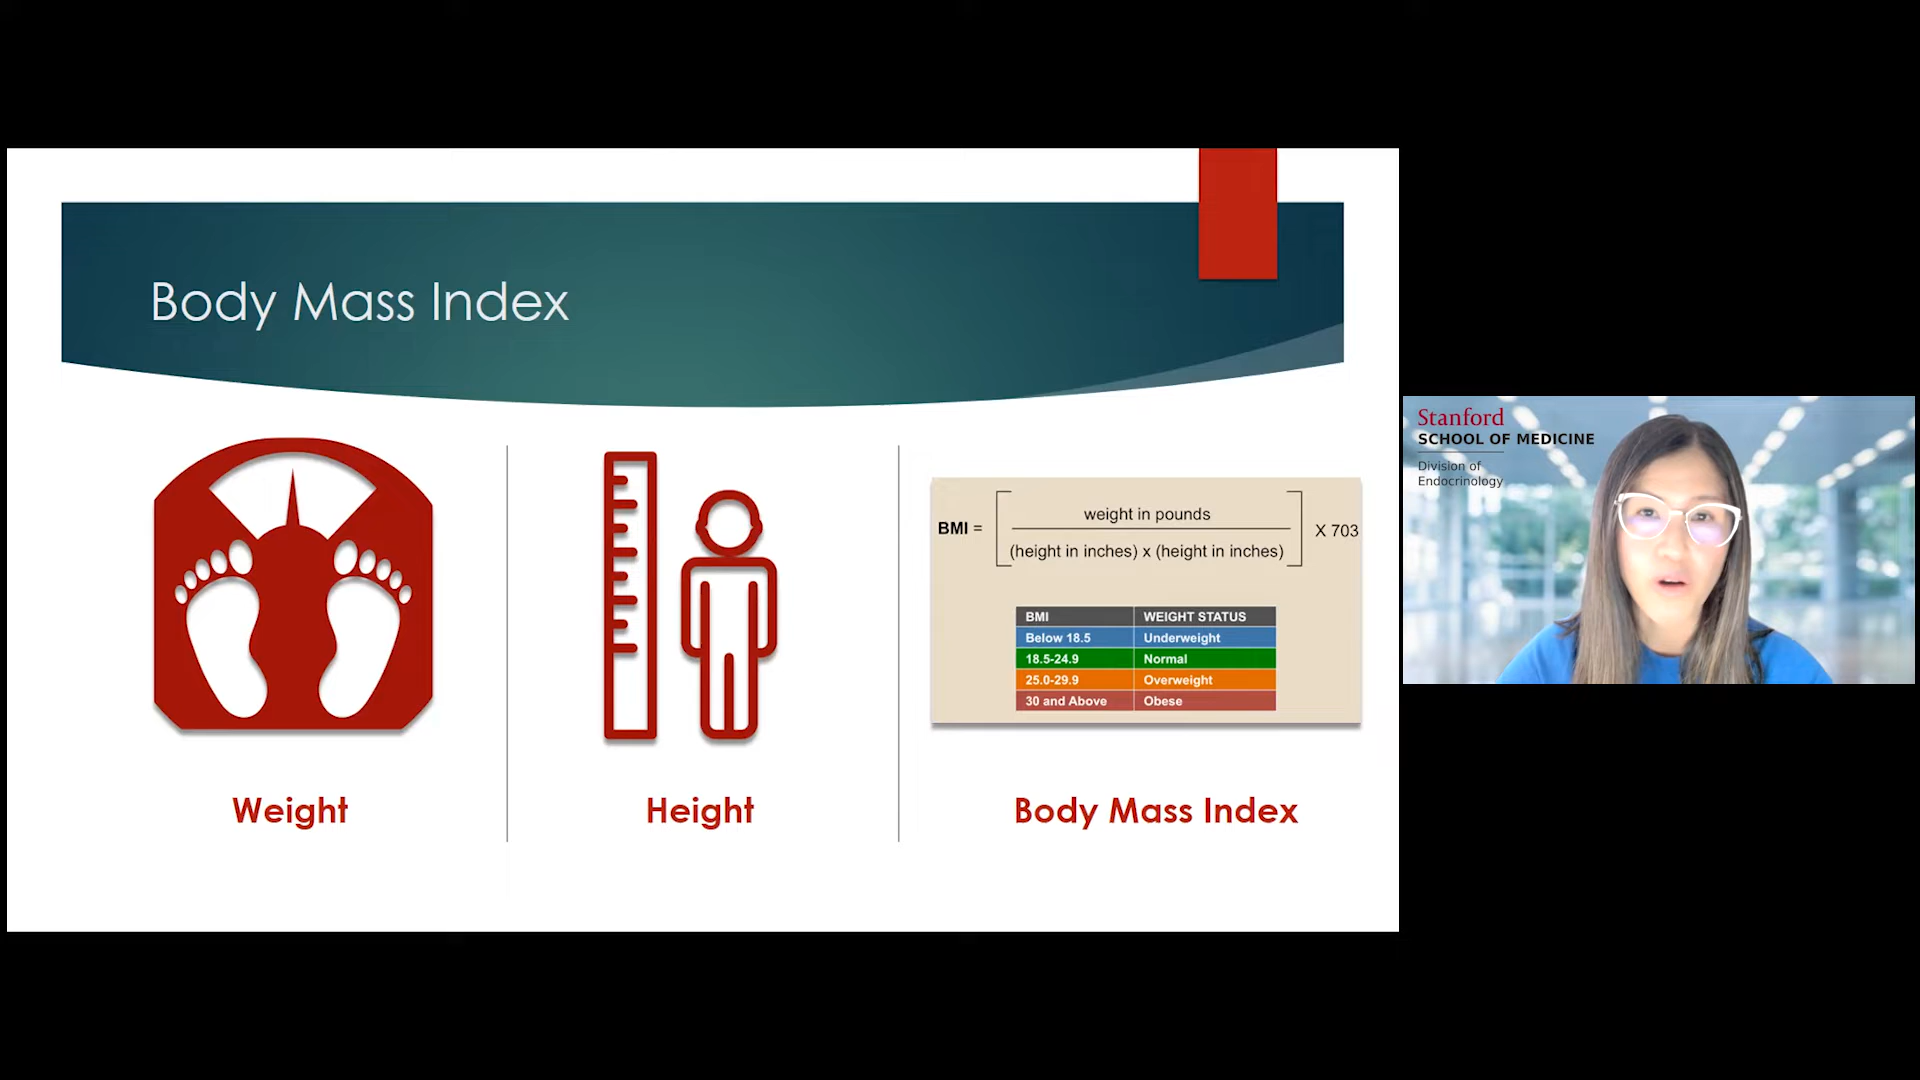 Body Mass Index
BMI =
weight in pounds
(height in inches) x (height in inches)
X 703
BMI WEIGHT STATUS
Below 18.5 Underweight
18.5-24.9 Normal
25.0-29.9 Overweight
30 and Above Obese
Weight
Height
Body Mass Index
Stanford
SCHOOL OF MEDICINE
Division of
Endocrinology